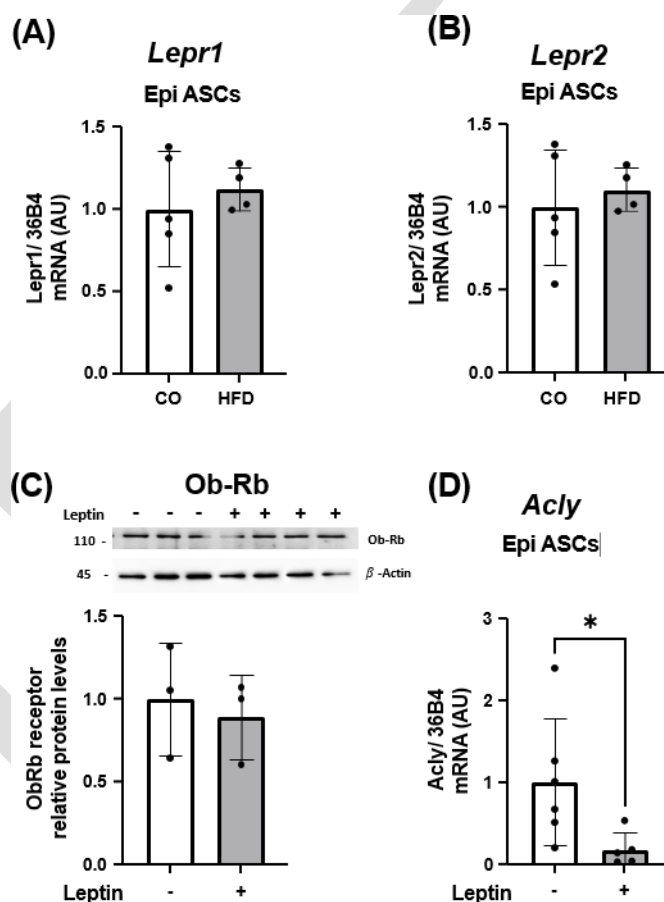 (A)
Lepr1
Epi ASCs
Lepr1/ 36B4
mRNA (AU)
1.5
1.0
0.5
0.0
CO HFD
(B)
Lepr2
Epi ASCs
Lepr2/ 36B4
mRNA (AU)
1.5
1.0
0.5
0.0
CO HFD
(C)
Ob-Rb
Leptin - - - + + + +
110 - Ob-Rb
45 - β-Actin
ObRb receptor
relative protein levels
1.5
1.0
0.5
0.0
Leptin - +
(D)
Acly
Epi ASCs
Acly/ 36B4
mRNA (AU)
3
2
1
0
*
Leptin - +